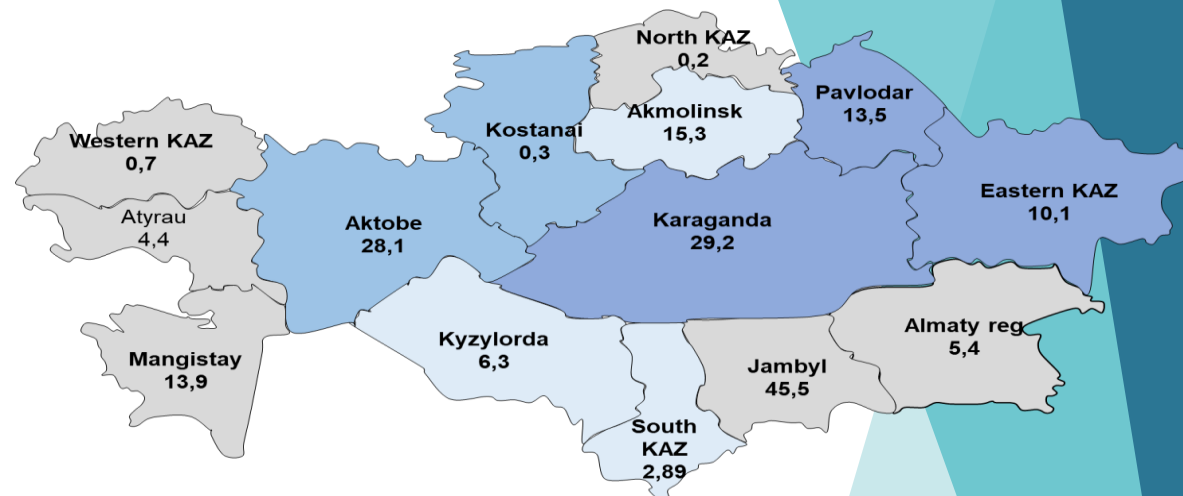 North KAZ
0,2
Pavlodar
13,5
Akmolinsk
15,3
Kostanai
0,3
Western KAZ
0,7
Eastern KAZ
10,1
Atyrau
4,4
Aktobe
28,1
Karaganda
29,2
Almaty reg
5,4
Kyzylorda
6,3
Mangistay
13,9
Jambyl
45,5
South
KAZ
2,89